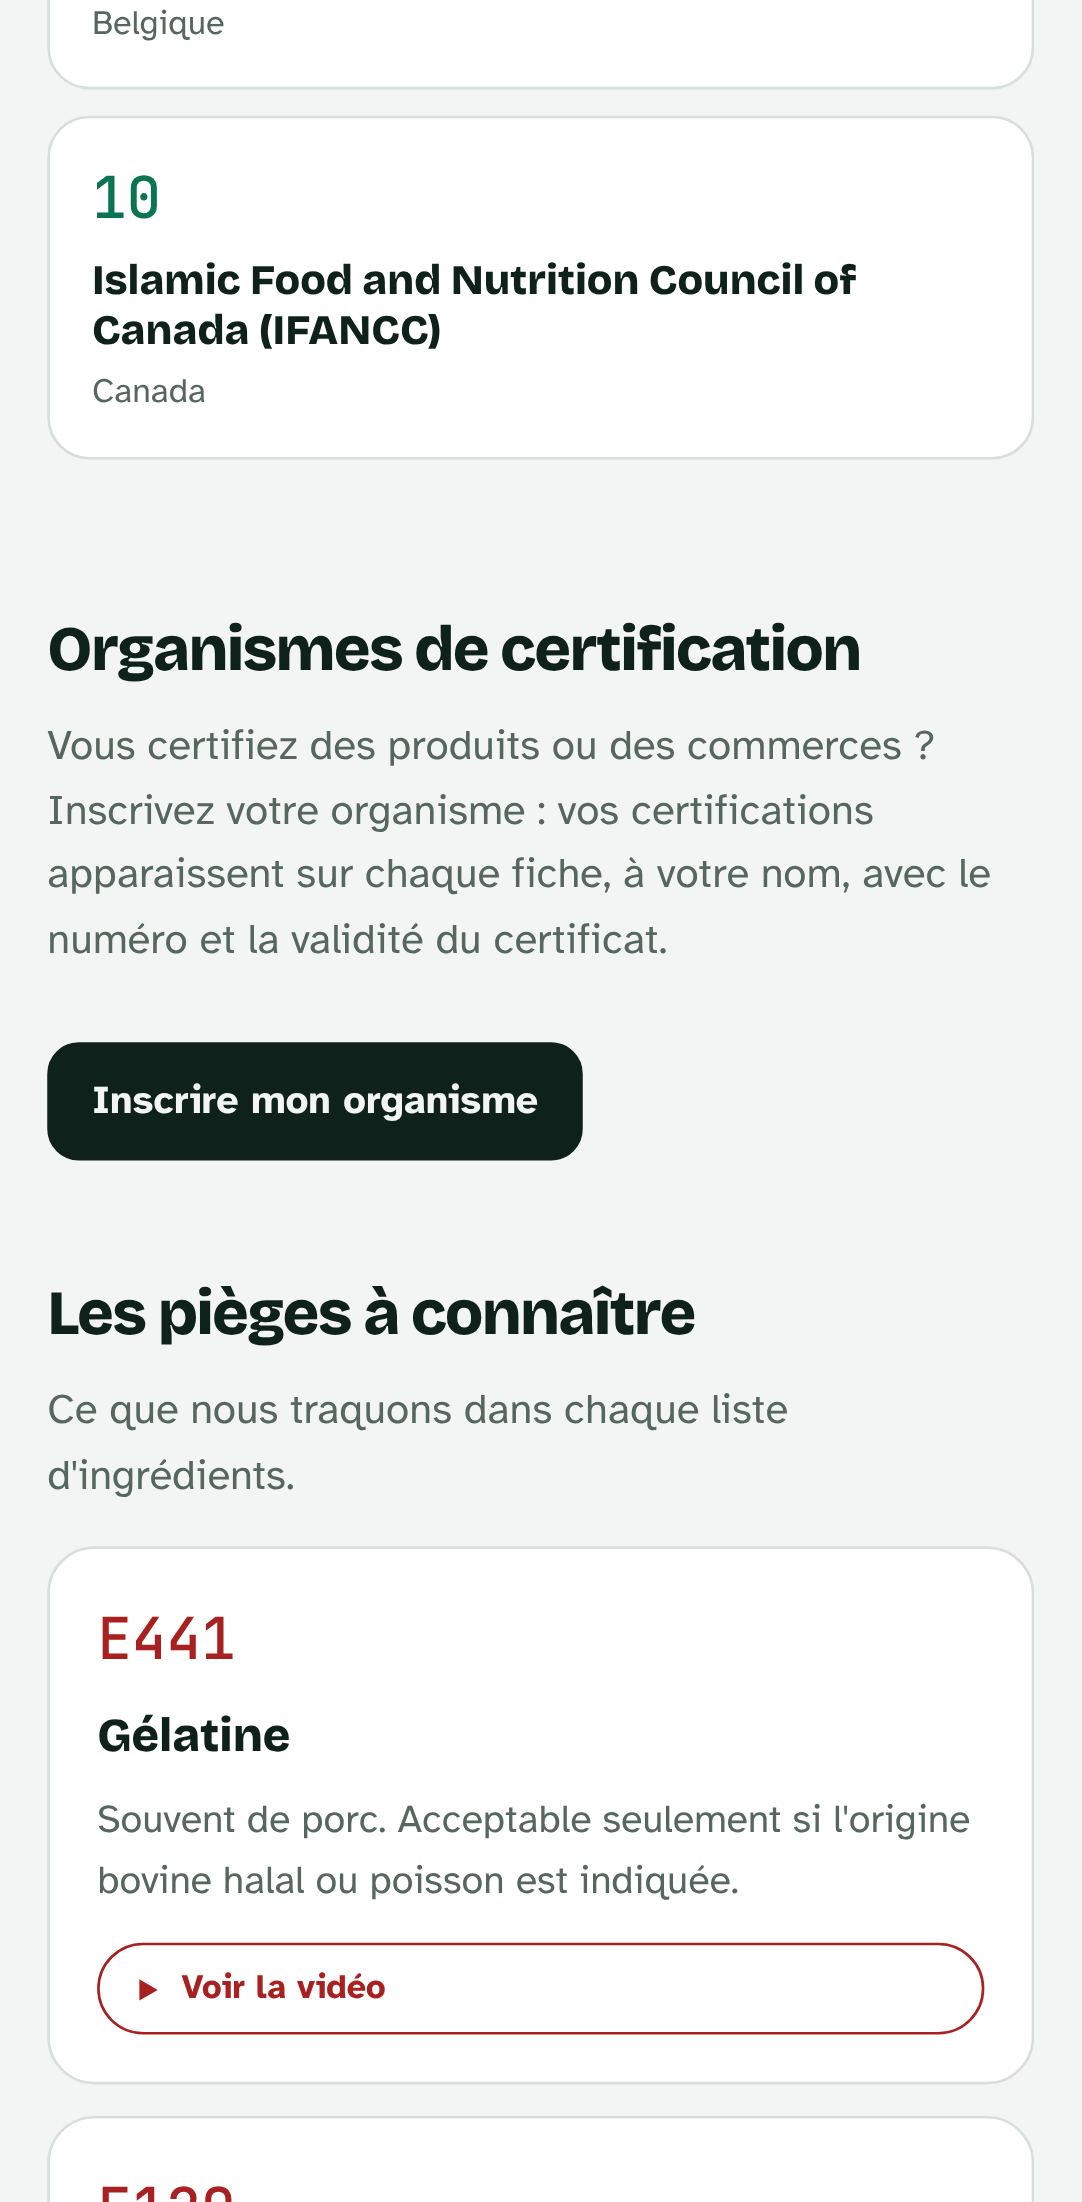 Belgique
10
Islamic Food and Nutrition Council of
Canada (IFANCC)
Canada
Organismes de certification
Vous certifiez des produits ou des commerces ?
Inscrivez votre organisme : vos certifications
apparaissent sur chaque fiche, à votre nom, avec le
numéro et la validité du certificat.
Inscrire mon organisme
Les pièges à connaître
Ce que nous traquons dans chaque liste
d'ingrédients.
E441
Gélatine
Souvent de porc. Acceptable seulement si l'origine
bovine halal ou poisson est indiquée.
▶ Voir la vidéo